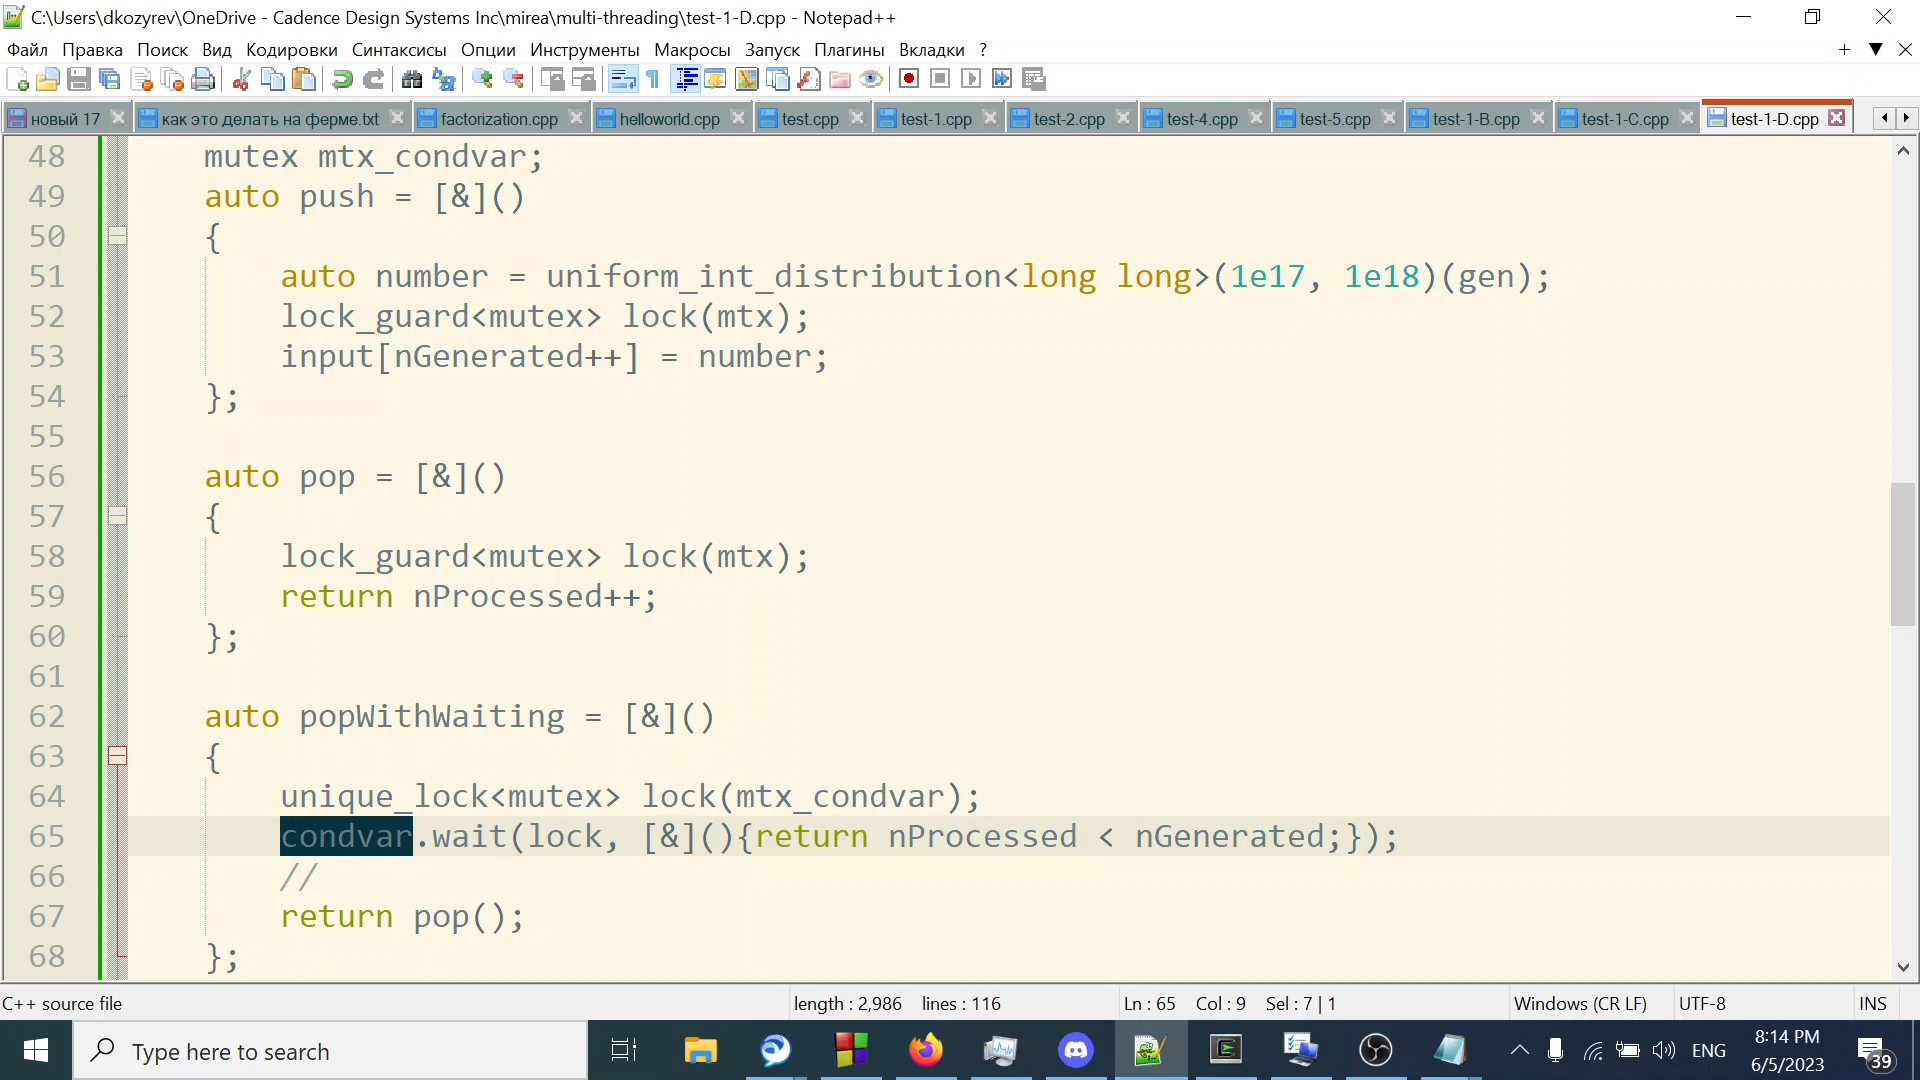 C:\Users\dkozyrev\OneDrive - Cadence Design Systems Inc\mirea\multi-threading\test-1-D.cpp - Notepad++
Файл Правка Поиск Вид Кодировки Синтаксисы Опции Инструменты Макросы Запуск Плагины Вкладки ?
новый 17 как это делать на ферме.txt factorization.cpp helloworld.cpp test.cpp test-1.cpp test-2.cpp test-4.cpp test-5.cpp test-1-B.cpp test-1-C.cpp test-1-D.cpp
48 mutex mtx_condvar;
49 auto push = [&]()
50 {
51 auto number = uniform_int_distribution<long long>(1e17, 1e18)(gen);
52 lock_guard<mutex> lock(mtx);
53 input[nGenerated++] = number;
54 };
55
56 auto pop = [&]()
57 {
58 lock_guard<mutex> lock(mtx);
59 return nProcessed++;
60 };
61
62 auto popWithWaiting = [&]()
63 {
64 unique_lock<mutex> lock(mtx_condvar);
65 condvar.wait(lock, [&](){return nProcessed < nGenerated;});
66 //
67 return pop();
68 };
C++ source file length : 2,986 lines : 116 Ln : 65 Col : 9 Sel : 7 | 1 Windows (CR LF) UTF-8 INS
Type here to search ENG 8:14 PM 39
6/5/2023